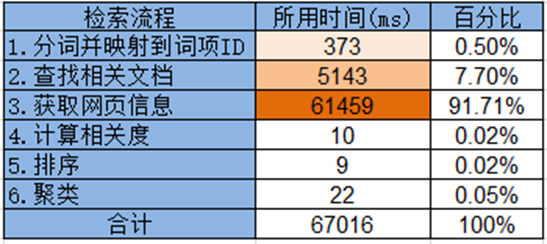 检索流程 所用时间(ms) 百分比
1.分词并映射到词项ID 373 0.50%
2.查找相关文档 5143 7.70%
3.获取网页信息 61459 91.71%
4.计算相关度 10 0.02%
5.排序 9 0.02%
6.聚类 22 0.05%
合计 67016 100%